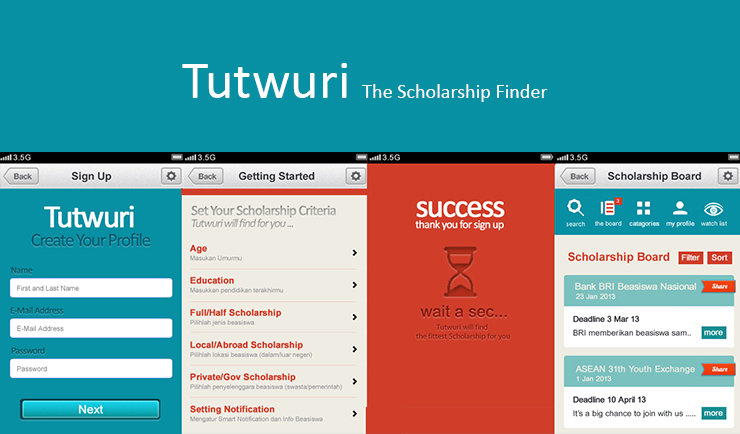 Tutwuri The Scholarship Finder
3.5G
Back Sign Up
Tutwuri
Create Your Profile
Name
First and Last Name
E-Mail Address
E-Mail Address
Password
Password
Next
3.5G
Back Getting Started
Set Your Scholarship Criteria
Tutwuri will find for you ...
Age
Masukan Umurmu
Education
Masukkan pendidikan terakhirmu
Full/Half Scholarship
Pilihlah jenis beasiswa
Local/Abroad Scholarship
Pilihlah lokasi beasiswa (dalam/luar negeri)
Private/Gov Scholarship
Pilihlah penyelenggara beasiswa (swasta/pemerintah)
Setting Notification
Mengatur Smart Notification dan Info Beasiswa
3.5G
success
thank you for sign up
wait a sec...
Tutwuri will find
the fittest Scholarship for you
3.5G
Back Scholarship Board
3
search the board catagories my profile watch list
Scholarship Board Filter Sort
Bank BRI Beasiswa Nasional Share
23 Jan 2013
Deadline 3 Mar 13
BRI memberikan beasiswa sam.. more
ASEAN 31th Youth Exchange Share
1 Jan 2013
Deadline 10 April 13
It's a big chance to join with us ..... more